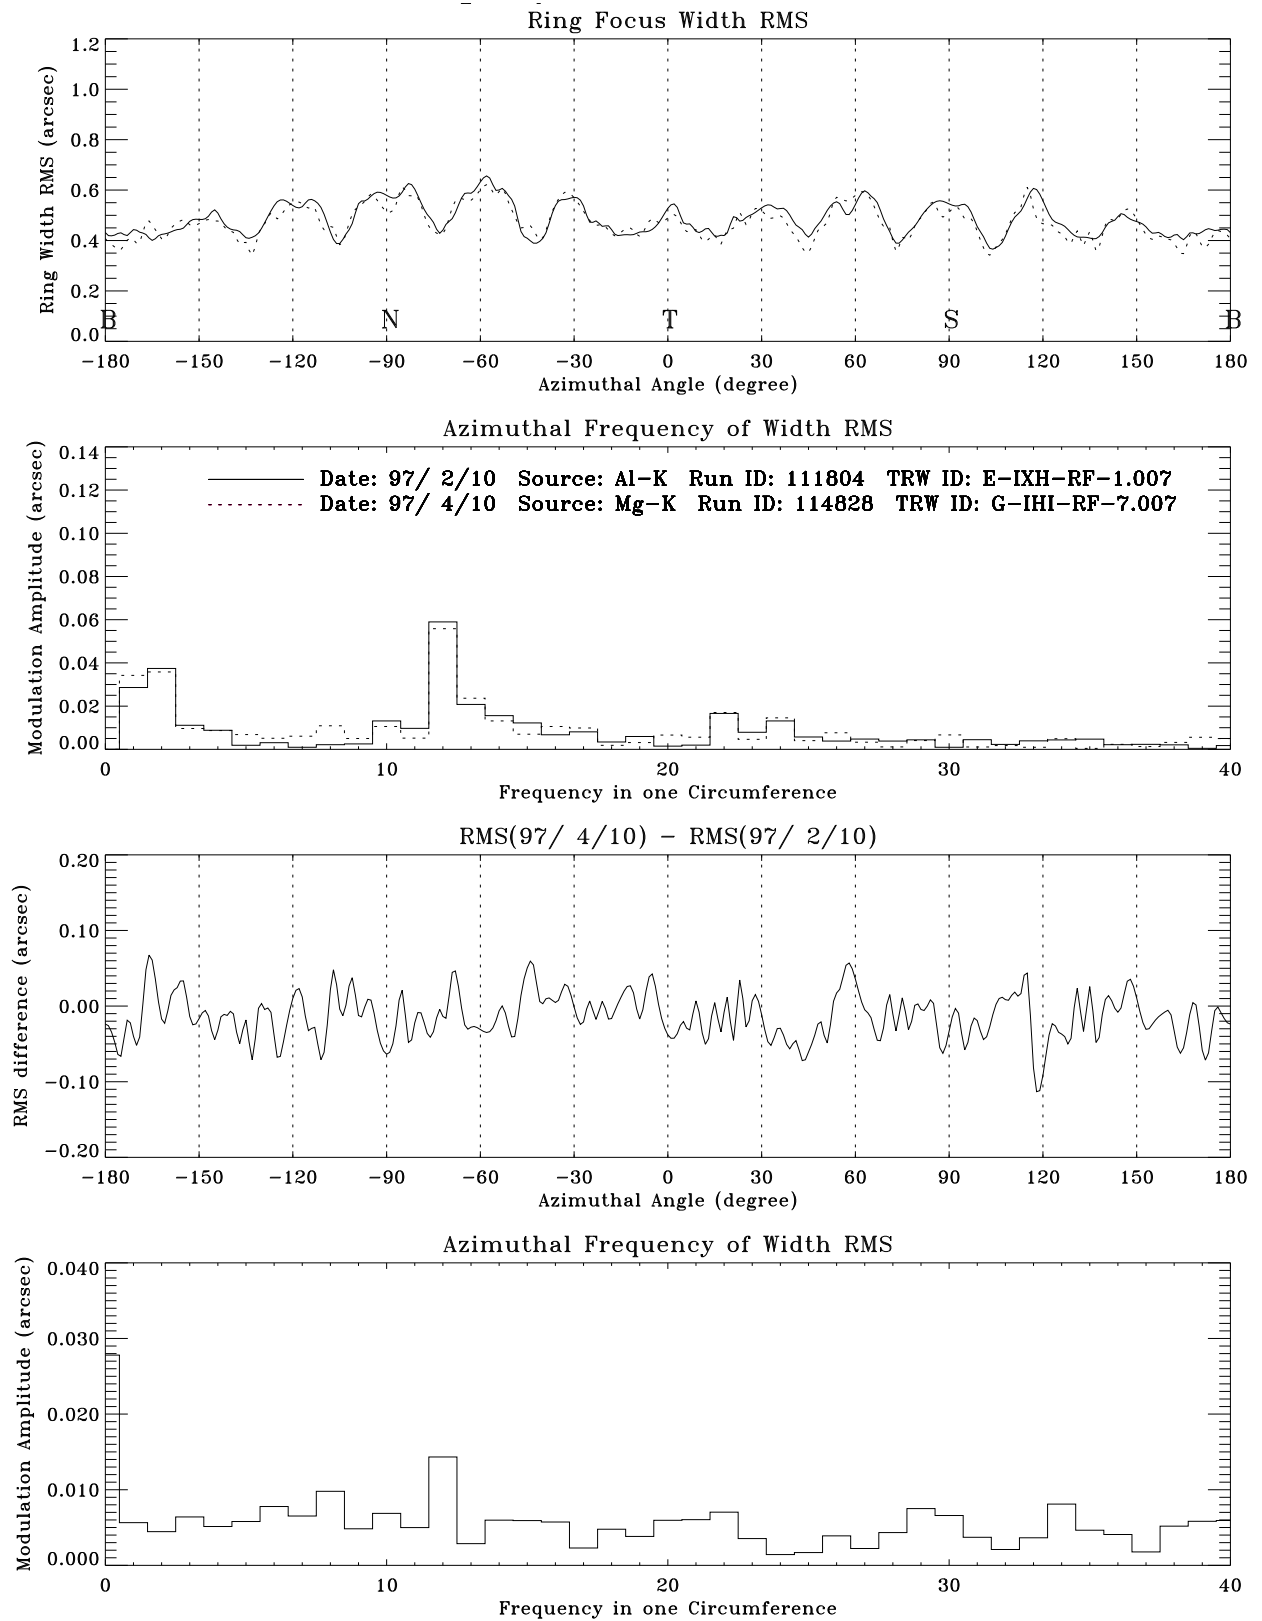 Ring Focus Width RMS
Ring Width RMS (arcsec)
1.2
1.0
0.8
0.6
0.4
0.2
0.0
B N T S B
-180 -150 -120 -90 -60 -30 0 30 60 90 120 150 180
Azimuthal Angle (degree)
Azimuthal Frequency of Width RMS
Modulation Amplitude (arcsec)
0.14
0.12
0.10
0.08
0.06
0.04
0.02
0.00
Date: 97/ 2/10 Source: Al-K Run ID: 111804 TRW ID: E-IXH-RF-1.007
Date: 97/ 4/10 Source: Mg-K Run ID: 114828 TRW ID: G-IHI-RF-7.007
0 10 20 30 40
Frequency in one Circumference
RMS(97/ 4/10) - RMS(97/ 2/10)
RMS difference (arcsec)
0.20
0.10
0.00
-0.10
-0.20
-180 -150 -120 -90 -60 -30 0 30 60 90 120 150 180
Azimuthal Angle (degree)
Azimuthal Frequency of Width RMS
Modulation Amplitude (arcsec)
0.040
0.030
0.020
0.010
0.000
0 10 20 30 40
Frequency in one Circumference